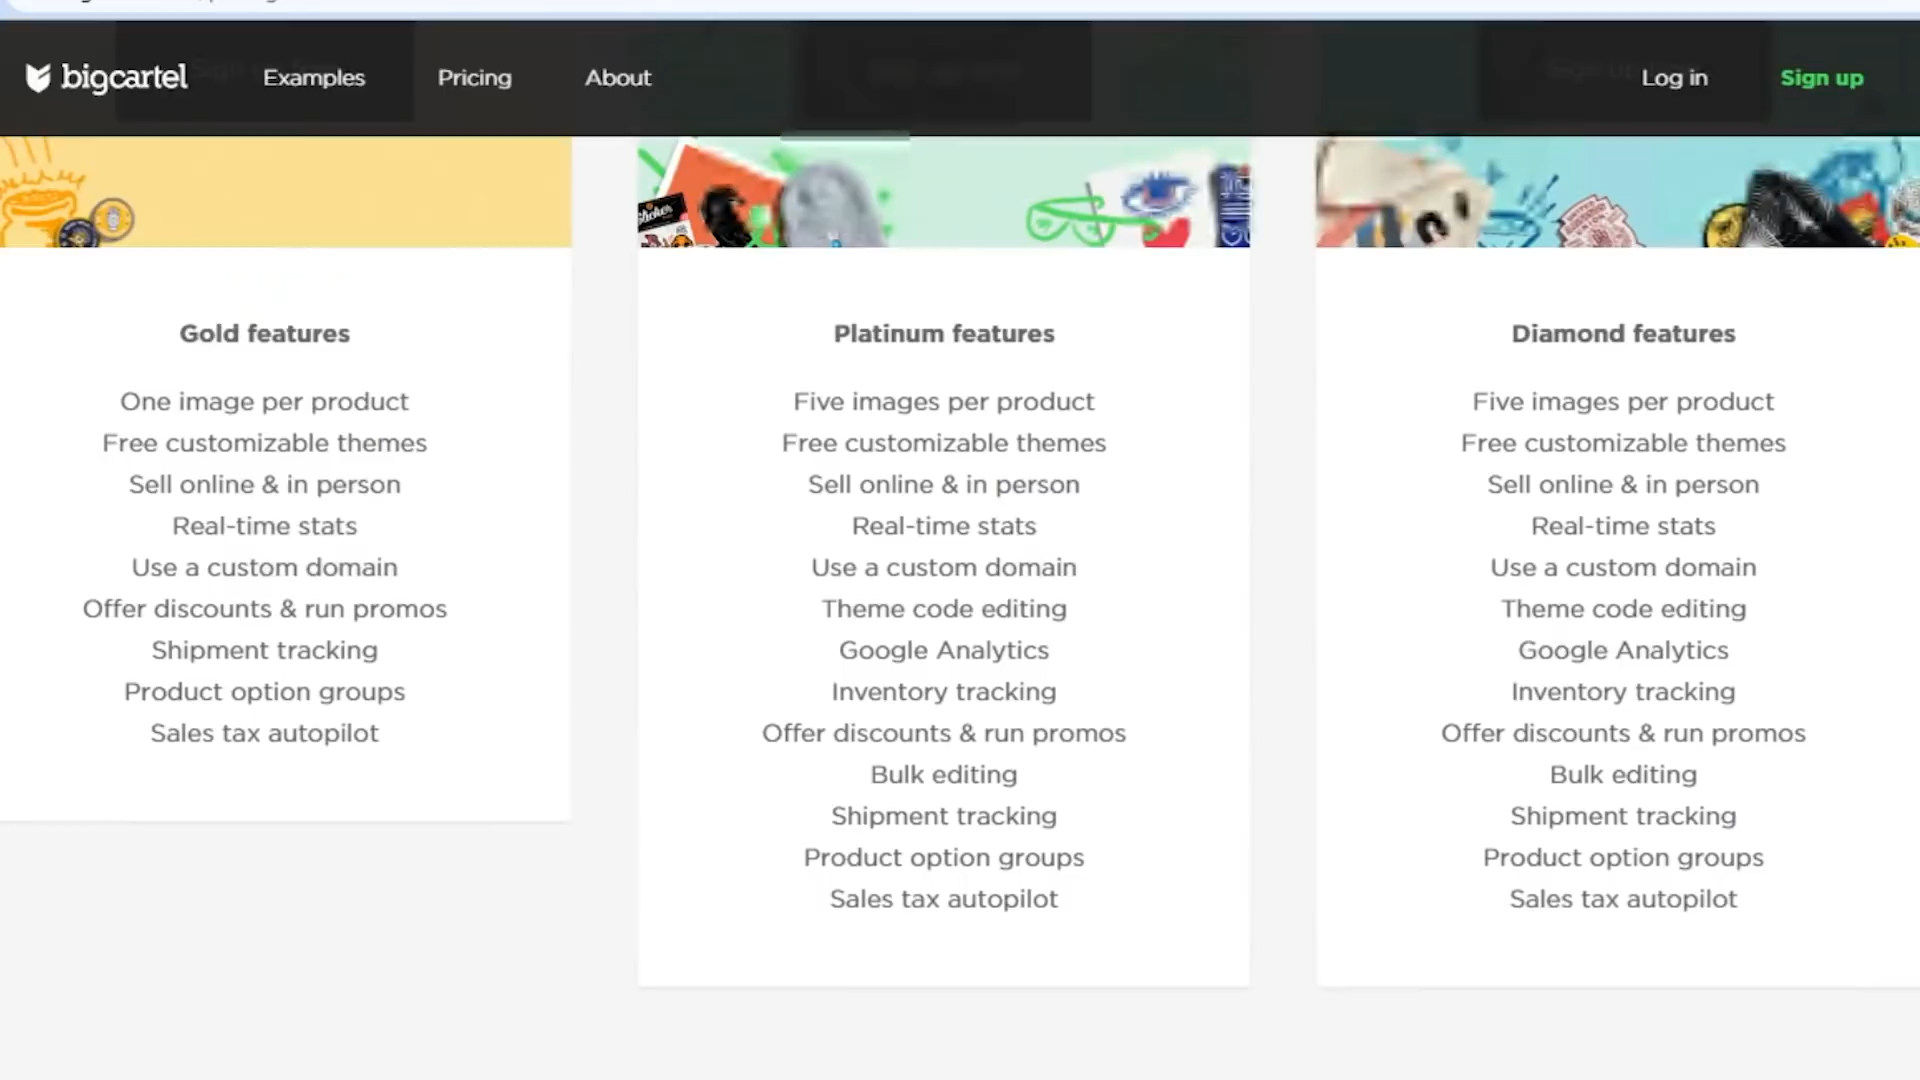 bigcartel
Examples
Pricing
About
Log in
Sign up
Gold features
One image per product
Free customizable themes
Sell online & in person
Real-time stats
Use a custom domain
Offer discounts & run promos
Shipment tracking
Product option groups
Sales tax autopilot
Platinum features
Five images per product
Free customizable themes
Sell online & in person
Real-time stats
Use a custom domain
Theme code editing
Google Analytics
Inventory tracking
Offer discounts & run promos
Bulk editing
Shipment tracking
Product option groups
Sales tax autopilot
Diamond features
Five images per product
Free customizable themes
Sell online & in person
Real-time stats
Use a custom domain
Theme code editing
Google Analytics
Inventory tracking
Offer discounts & run promos
Bulk editing
Shipment tracking
Product option groups
Sales tax autopilot